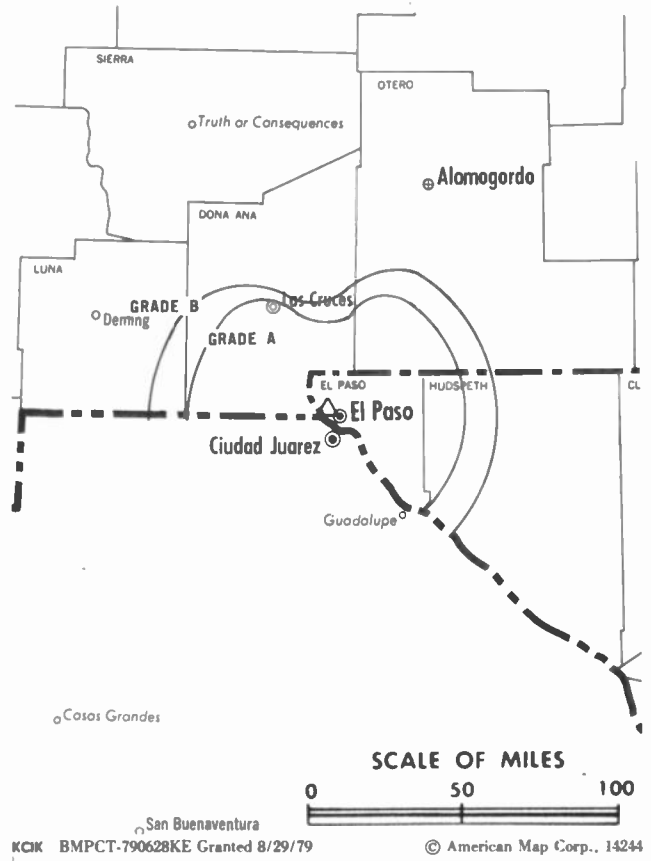 SIERRA
OTERO
Truth or Consequences
Alomogordo
DONA ANA
LUNA
GRADE B
Las Cruces
Deming
GRADE A
EL PASO
HUDSPETH
CU
El Paso
Ciudad Juarez
Guadalupe
Casas Grandes
SCALE OF MILES
0 50 100
San Buenaventura
KCIK BMPCT-790628KE Granted 8/29/79
© American Map Corp., 14244